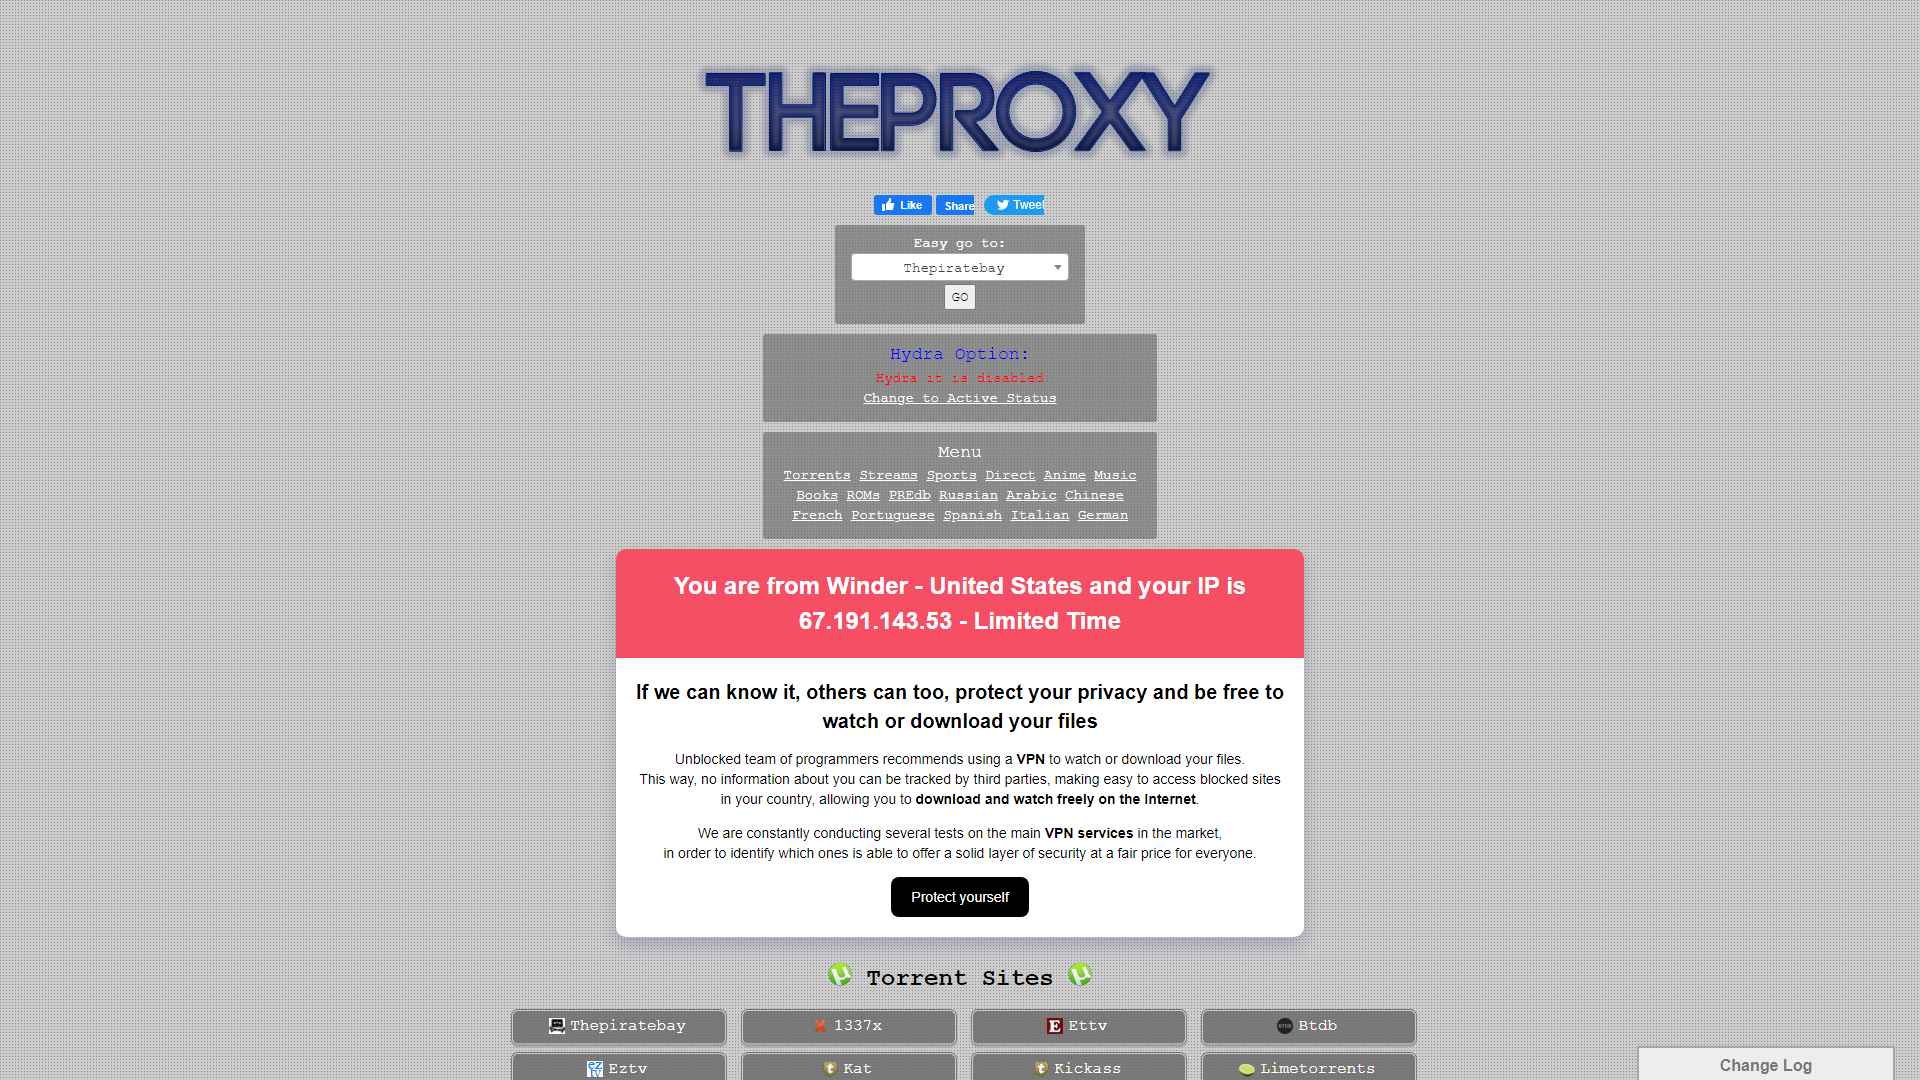 THEPROXY
Like Share Tweet
Easy go to:
Thepiratebay
GO
Hydra Option:
Hydra it is disabled
Change to Active Status
Menu
Torrents Streams Sports Direct Anime Music
Books ROMs PREdb Russian Arabic Chinese
French Portuguese Spanish Italian German
You are from Winder - United States and your IP is
67.191.143.53 - Limited Time
If we can know it, others can too, protect your privacy and be free to
watch or download your files
Unblocked team of programmers recommends using a VPN to watch or download your files.
This way, no information about you can be tracked by third parties, making easy to access blocked sites
in your country, allowing you to download and watch freely on the Internet.
We are constantly conducting several tests on the main VPN services in the market,
in order to identify which ones is able to offer a solid layer of security at a fair price for everyone.
Protect yourself
Torrent Sites
Thepiratebay 1337x Ettv Btdb
Eztv Kat Kickass Limetorrents
Change Log